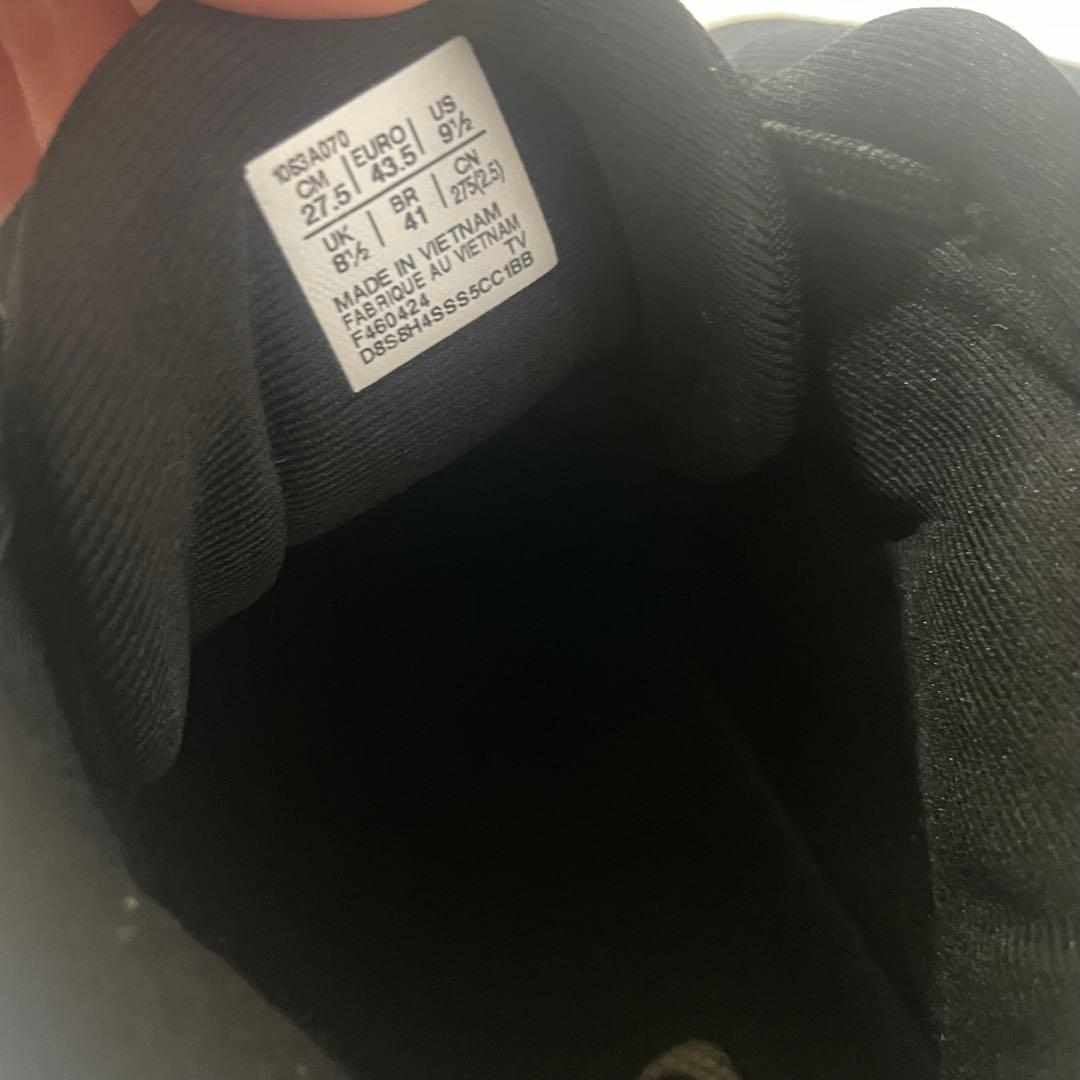 1063A070
CM | EURO | US
27.5 | 43.5 | 9½
UK | BR | CN
8½ | 41 | 275(2.5)
MADE IN VIETNAM
FABRIQUE AU VIETNAM
F460424 TV
D8S8H4SSS5CC1BB